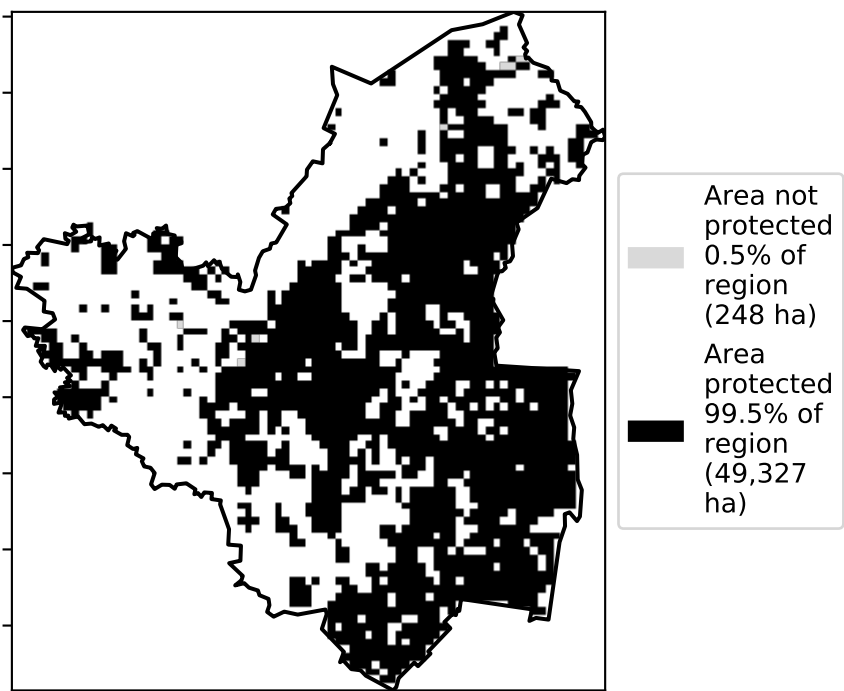 Area not
protected
0.5% of
region
(248 ha)
Area
protected
99.5% of
region
(49,327
ha)